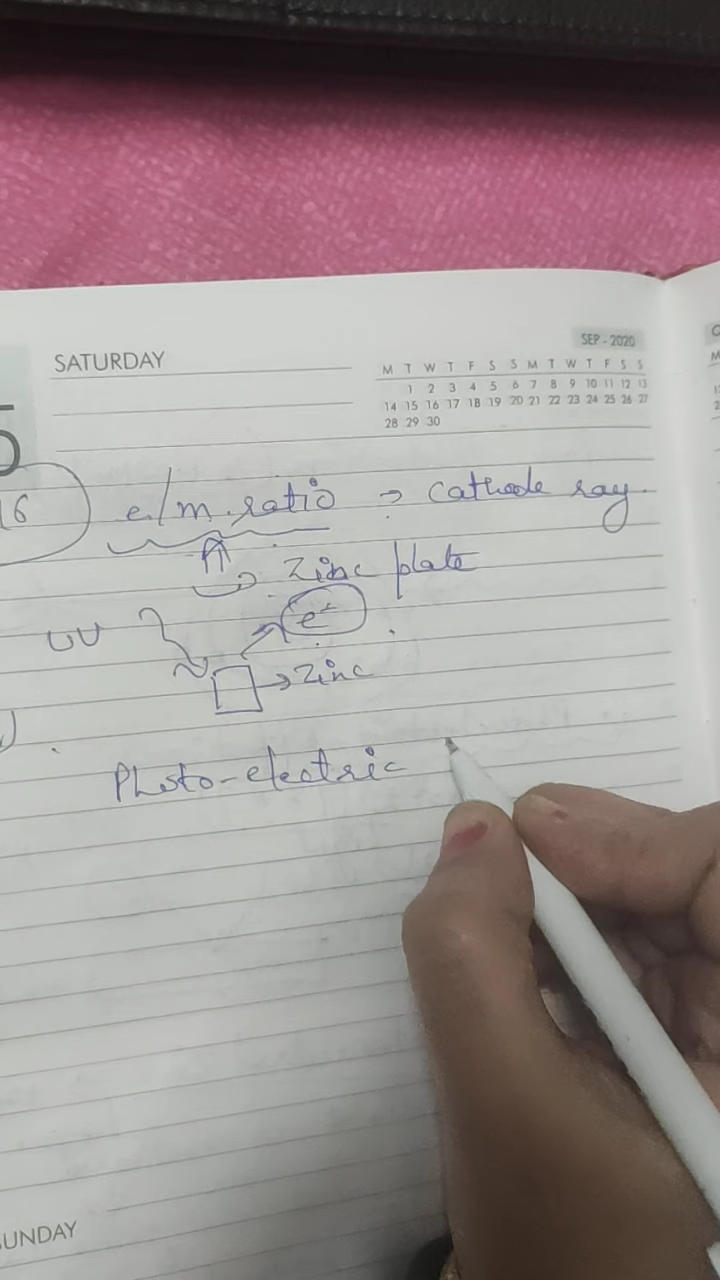 SEP - 2020
SATURDAY
M T W T F S S M T W T F S S
1 2 3 4 5 6 7 8 9 10 11 12 13
14 15 16 17 18 19 20 21 22 23 24 25 26 27
28 29 30
16 e/m ratio → Cathode ray
Zinc plate
e-
UV
→ Zinc
Photo-electric
SUNDAY